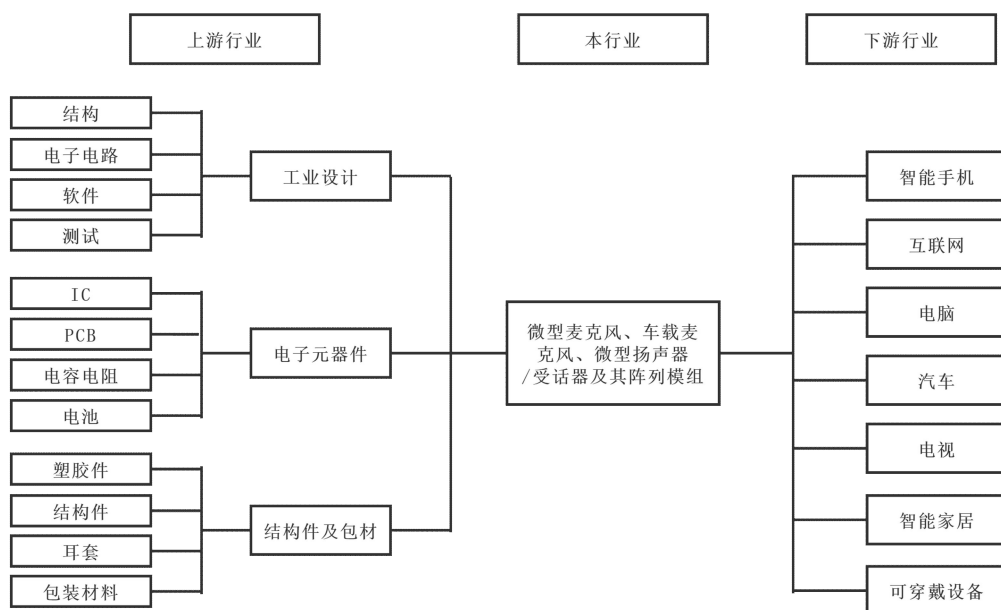 上游行业
本行业
下游行业
结构
电子电路
软件
测试
工业设计
IC
PCB
电容电阻
电池
电子元器件
塑胶件
结构件
耳套
包装材料
结构件及包材
微型麦克风、车载麦
克风、微型扬声器
/受话器及其阵列模组
智能手机
互联网
电脑
汽车
电视
智能家居
可穿戴设备